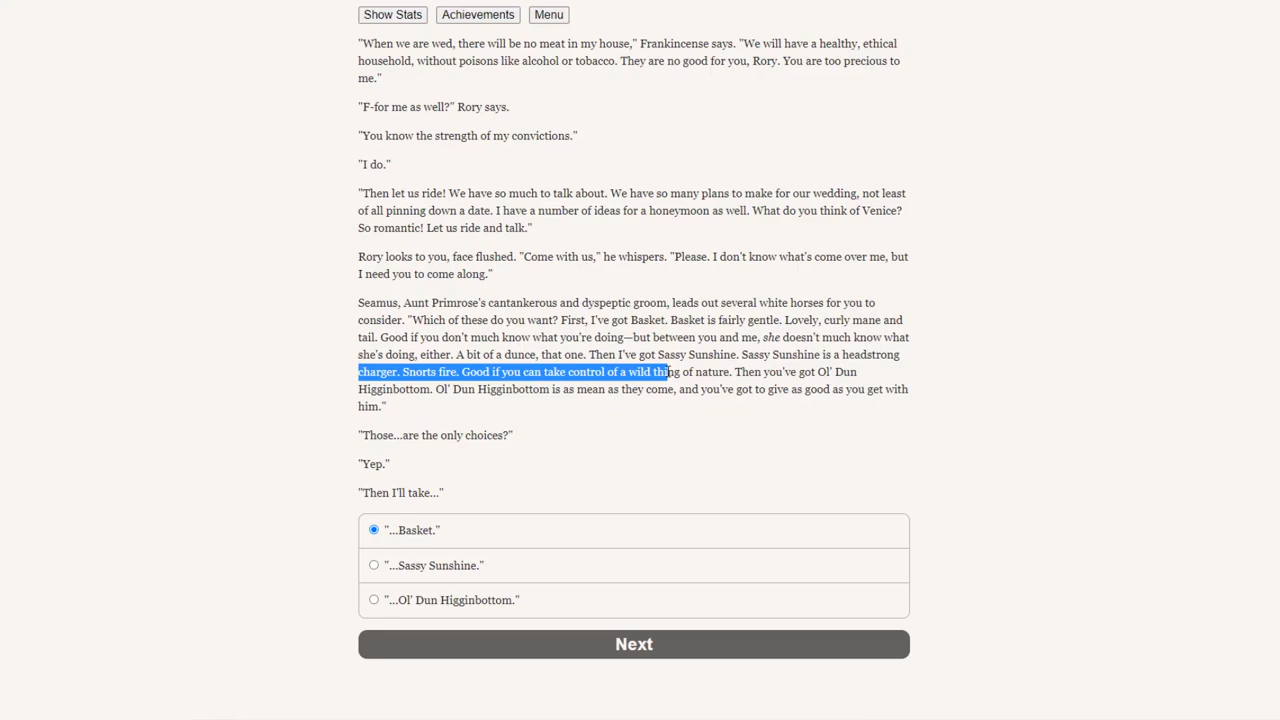 Show Stats Achievements Menu
"When we are wed, there will be no meat in my house," Frankincense says. "We will have a healthy, ethical
household, without poisons like alcohol or tobacco. They are no good for you, Rory. You are too precious to
me."
"F-for me as well?" Rory says.
"You know the strength of my convictions."
"I do."
"Then let us ride! We have so much to talk about. We have so many plans to make for our wedding, not least
of all pinning down a date. I have a number of ideas for a honeymoon as well. What do you think of Venice?
So romantic! Let us ride and talk."
Rory looks to you, face flushed. "Come with us," he whispers. "Please. I don't know what's come over me, but
I need you to come along."
Seamus, Aunt Primrose's cantankerous and dyspeptic groom, leads out several white horses for you to
consider. "Which of these do you want? First, I've got Basket. Basket is fairly gentle. Lovely, curly mane and
tail. Good if you don't much know what you're doing—but between you and me, she doesn't much know what
she's doing, either. A bit of a dunce, that one. Then I've got Sassy Sunshine. Sassy Sunshine is a headstrong
charger. Snorts fire. Good if you can take control of a wild thing of nature. Then you've got Ol' Dun
Higginbottom. Ol' Dun Higginbottom is as mean as they come, and you've got to give as good as you get with
him."
"Those...are the only choices?"
"Yep."
"Then I'll take..."
"...Basket."
"...Sassy Sunshine."
"...Ol' Dun Higginbottom."
Next